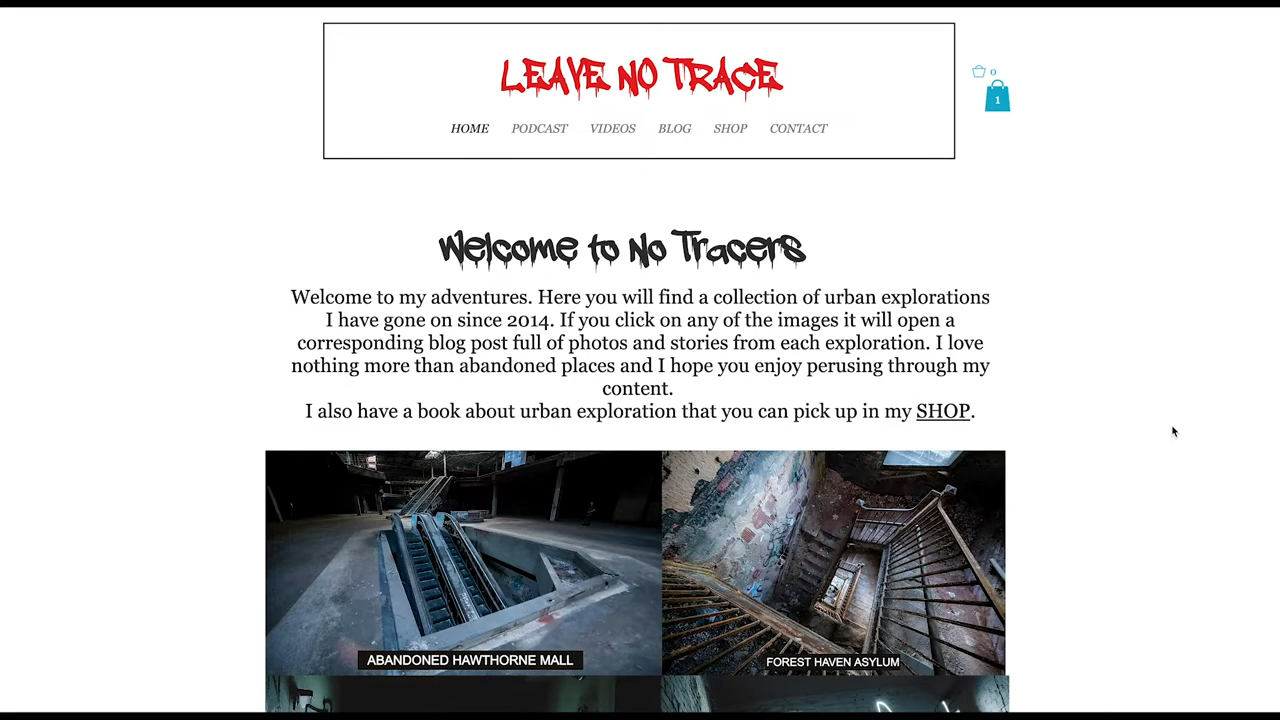 LEAVE NO TRACE
0
1
HOME PODCAST VIDEOS BLOG SHOP CONTACT
Welcome to No Tracers
Welcome to my adventures. Here you will find a collection of urban explorations
I have gone on since 2014. If you click on any of the images it will open a
corresponding blog post full of photos and stories from each exploration. I love
nothing more than abandoned places and I hope you enjoy perusing through my
content.
I also have a book about urban exploration that you can pick up in my SHOP.
ABANDONED HAWTHORNE MALL
FOREST HAVEN ASYLUM